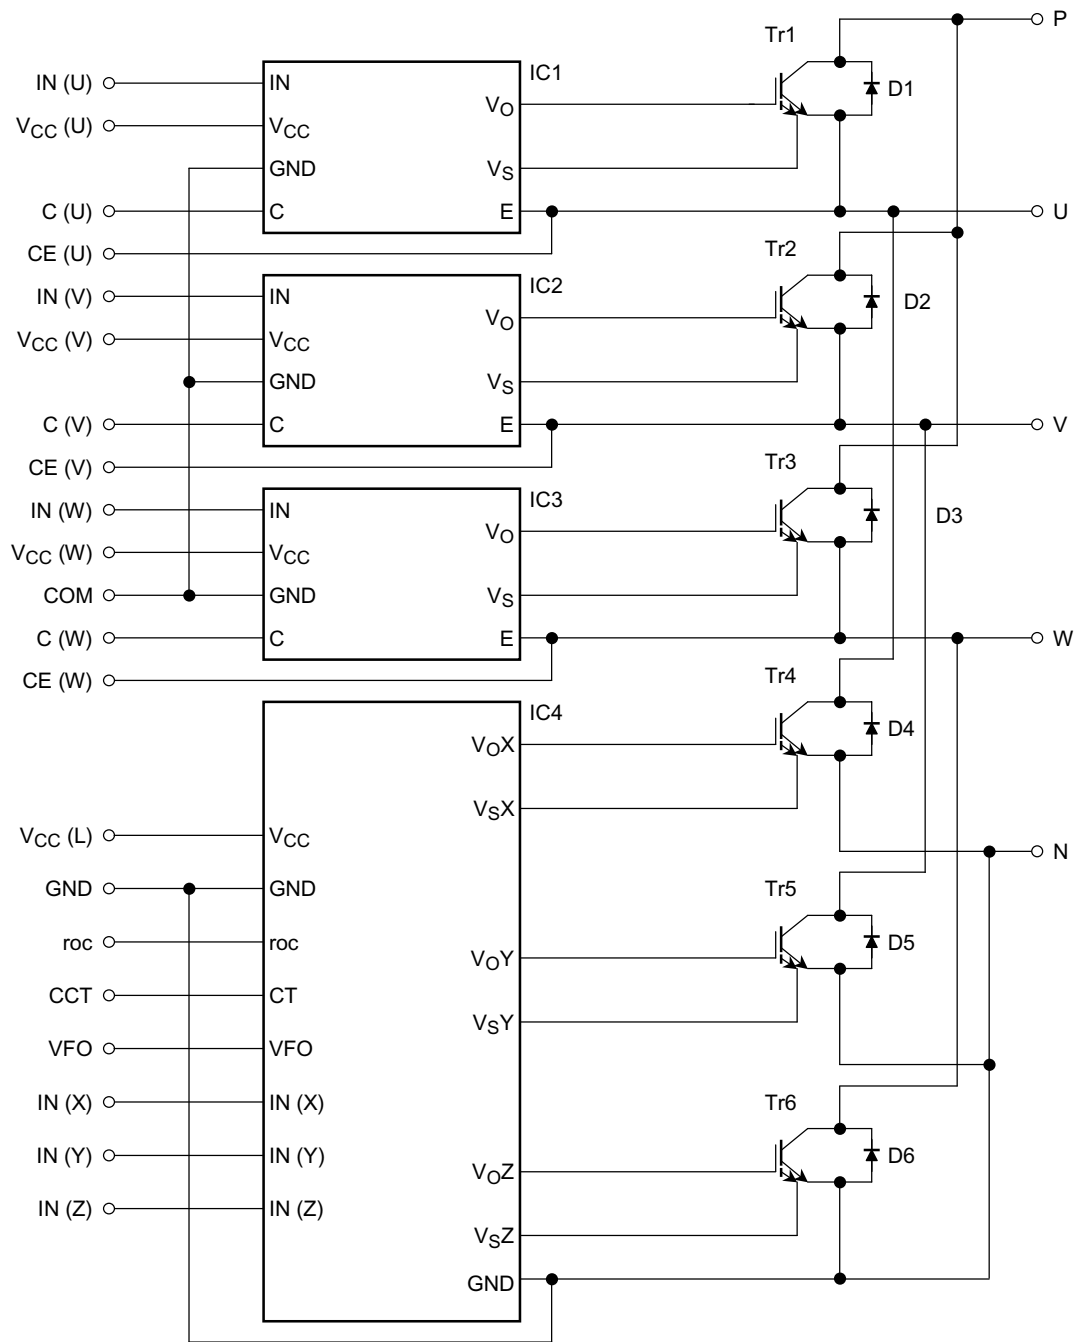 P
Tr1
IC1
IN (U)
IN
D1
VO
VCC (U)
VCC
GND
VS
C (U)
C
E
U
CE (U)
Tr2
IC2
IN (V)
IN
D2
VO
VCC (V)
VCC
GND
VS
C (V)
C
E
V
CE (V)
Tr3
IC3
IN (W)
IN
D3
VO
VCC (W)
VCC
COM
GND
VS
C (W)
C
E
W
CE (W)
Tr4
IC4
D4
VOX
VSX
VCC (L)
VCC
N
GND
GND
Tr5
roc
roc
D5
VOY
CCT
CT
VSY
VFO
VFO
IN (X)
IN (X)
Tr6
IN (Y)
IN (Y)
D6
VOZ
IN (Z)
IN (Z)
VSZ
GND